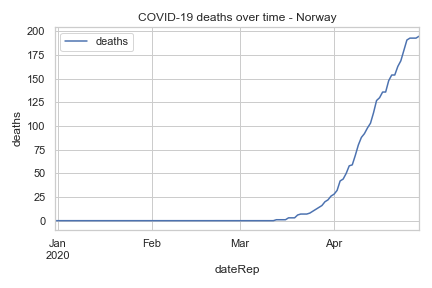 COVID-19 deaths over time - Norway
deaths
200
175
150
125
100
75
50
25
0
deaths
Jan
2020
Feb
Mar
Apr
dateRep